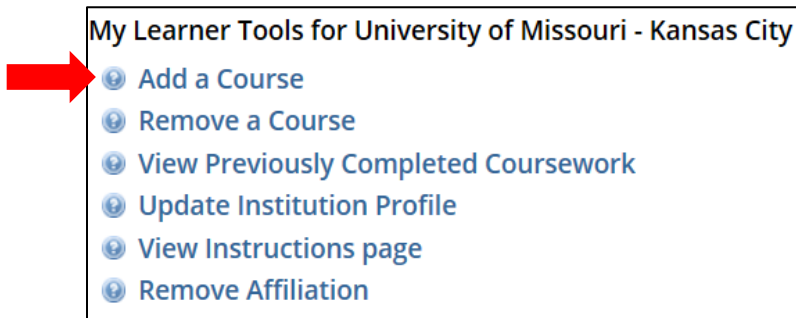 My Learner Tools for University of Missouri - Kansas City
Add a Course
Remove a Course
View Previously Completed Coursework
Update Institution Profile
View Instructions page
Remove Affiliation